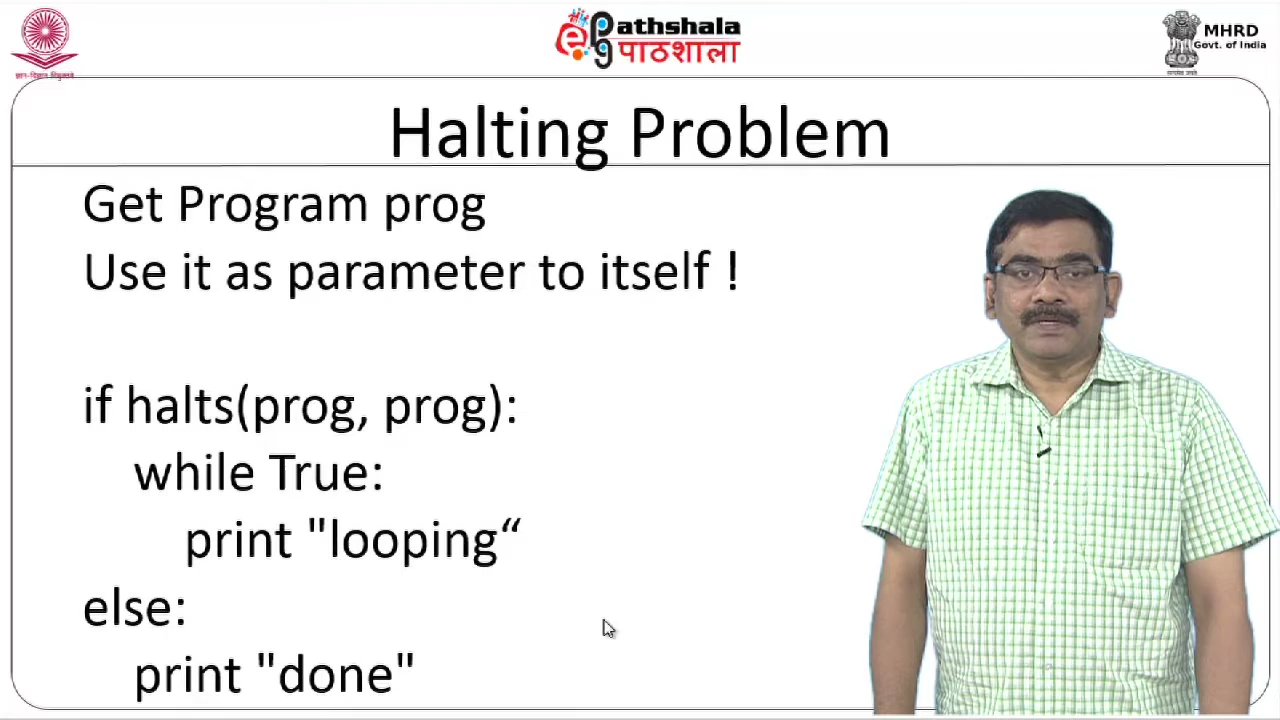 ePathshala
पाठशाला
MHRD
Govt. of India
Halting Problem
Get Program prog
Use it as parameter to itself !
if halts(prog, prog):
while True:
print "looping“
else:
print "done"